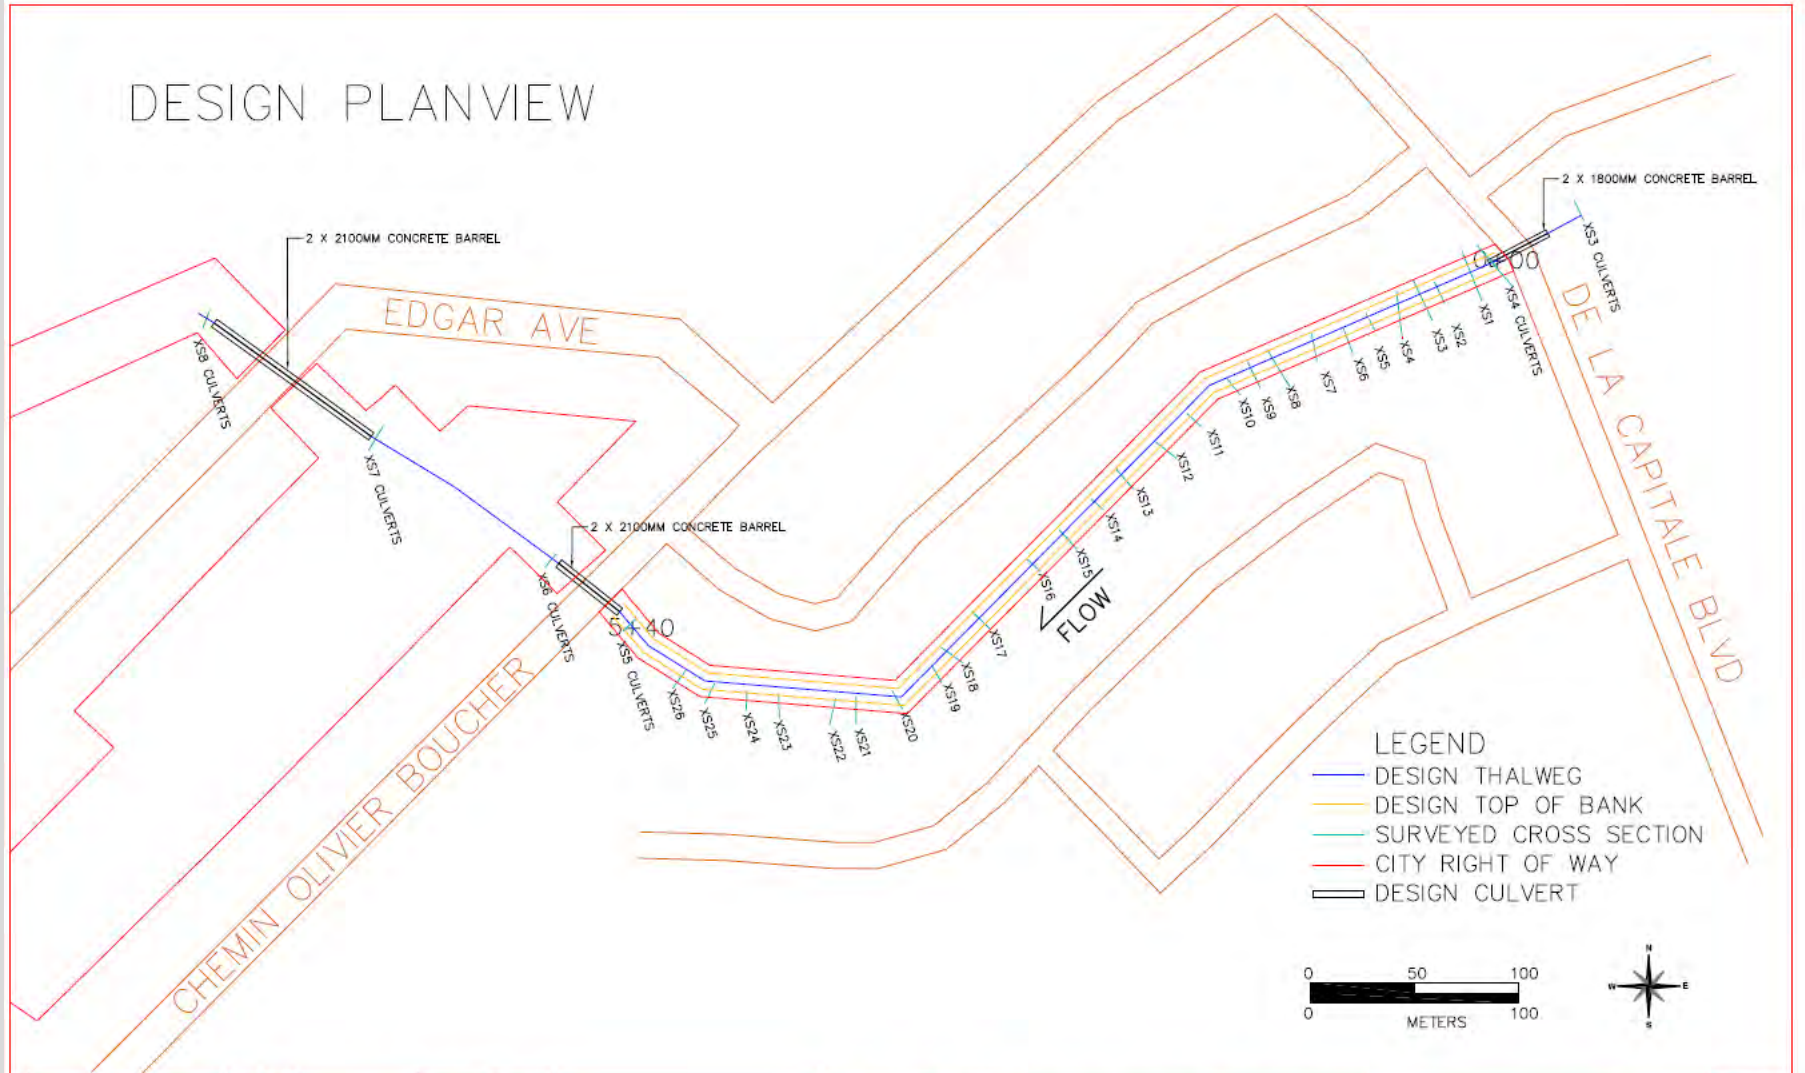 DESIGN PLANVIEW
2 X 1800MM CONCRETE BARREL
2 X 2100MM CONCRETE BARREL
EDGAR AVE
XS3 CULVERTS
XS4 CULVERTS
DE LA CAPITALE BLVD
XS1
XS2
XS3
XS4
XS5
XS6
XS7
XS8
XS9
XS10
XS11
XS12
XS13
XS14
XS15
XS16
FLOW
XS17
XS18
XS19
XS20
XS21
XS22
XS23
XS24
XS25
XS26
XS5 CULVERTS
5+40
2 X 2100MM CONCRETE BARREL
XS6 CULVERTS
XS7 CULVERTS
XS8 CULVERTS
CHEMIN OLIVIER BOUCHER
LEGEND
DESIGN THALWEG
DESIGN TOP OF BANK
SURVEYED CROSS SECTION
CITY RIGHT OF WAY
DESIGN CULVERT
0 50 100
0 100
METERS
N
W E
S